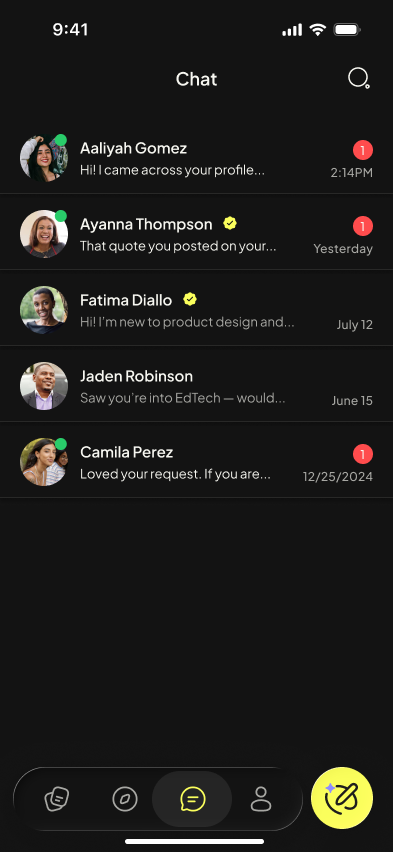 9:41
Chat
Aaliyah Gomez
1
Hi! I came across your profile...
2:14PM
Ayanna Thompson
1
That quote you posted on your...
Yesterday
Fatima Diallo
Hi! I'm new to product design and...
July 12
Jaden Robinson
Saw you're into EdTech — would...
June 15
Camila Perez
1
Loved your request. If you are...
12/25/2024